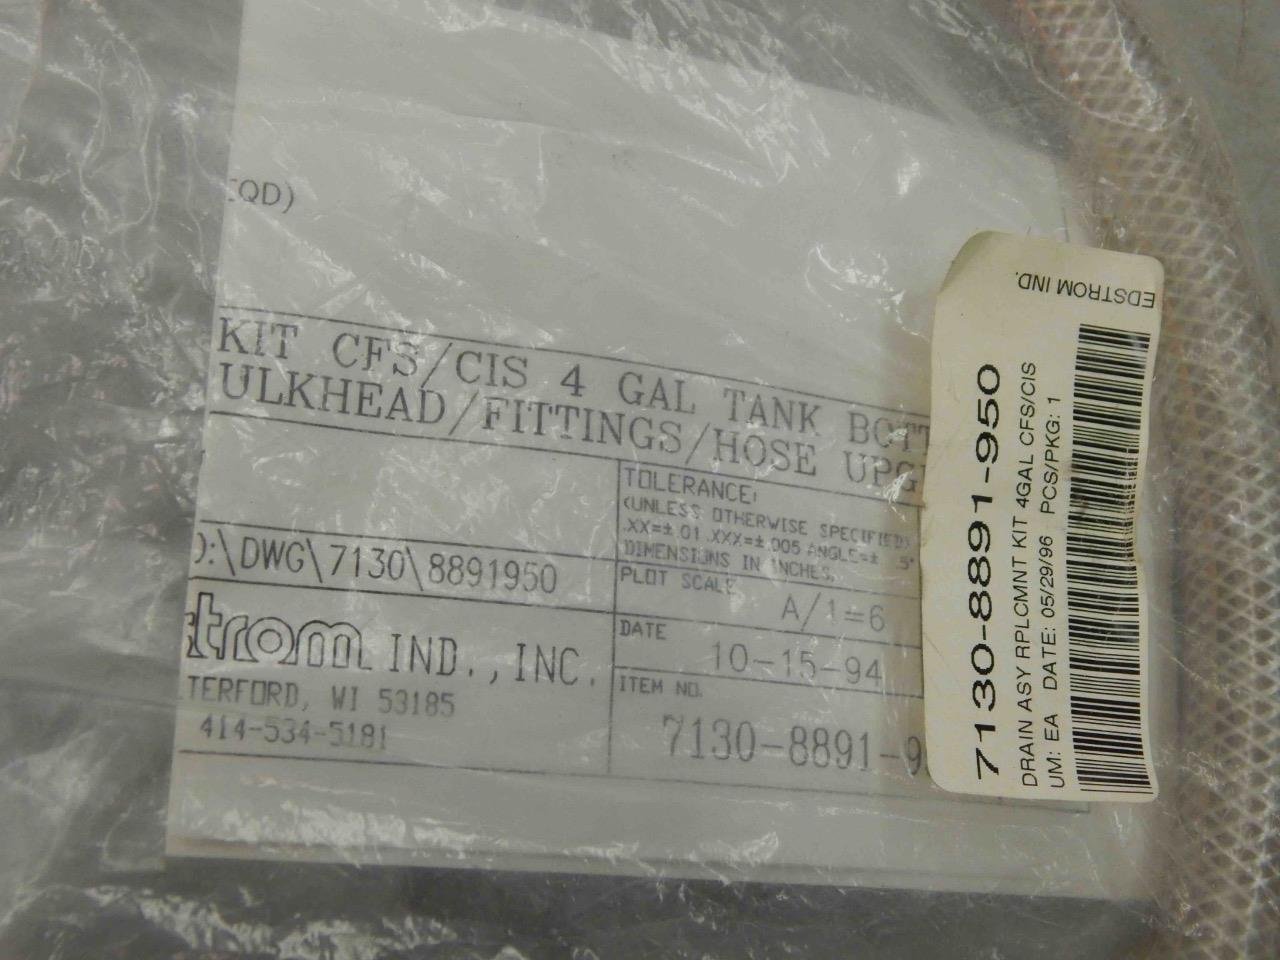 QD)
KIT CFS/CIS 4 GAL TANK BOTT
ULKHEAD/FITTINGS/HOSE UPG
TOLERANCE:
(UNLESS OTHERWISE SPECIFIED)
.XX=±.01 .XXX=±.005 ANGLE=± .5°
DIMENSIONS IN INCHES.
):\DWG\7130\8891950
PLOT SCALE
A/1=6
strom IND., INC.
TERFORD, WI 53185
414-534-5181
DATE
10-15-94
ITEM NO.
7130-8891-9
EDSTROM IND.
7130-8891-950
DRAIN ASY RPLCMNT KIT 4GAL CFS/CIS
UM: EA DATE: 05/29/96 PCS/PKG: 1